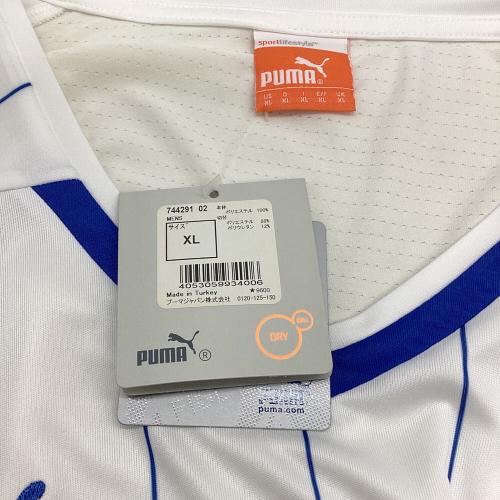 sportlifestyle
PUMA®
US D I E/F UK
XL XL XL XL XL
744291 02
MENS
サイズ
XL
本体 ポリエステル 100%
ポリエステル 88%
ポリウレタン 12%
4053059934006
Made in Turkey ★9600
プーマジャパン株式会社 0120-125-150
PUMA®
DRY
puma.com